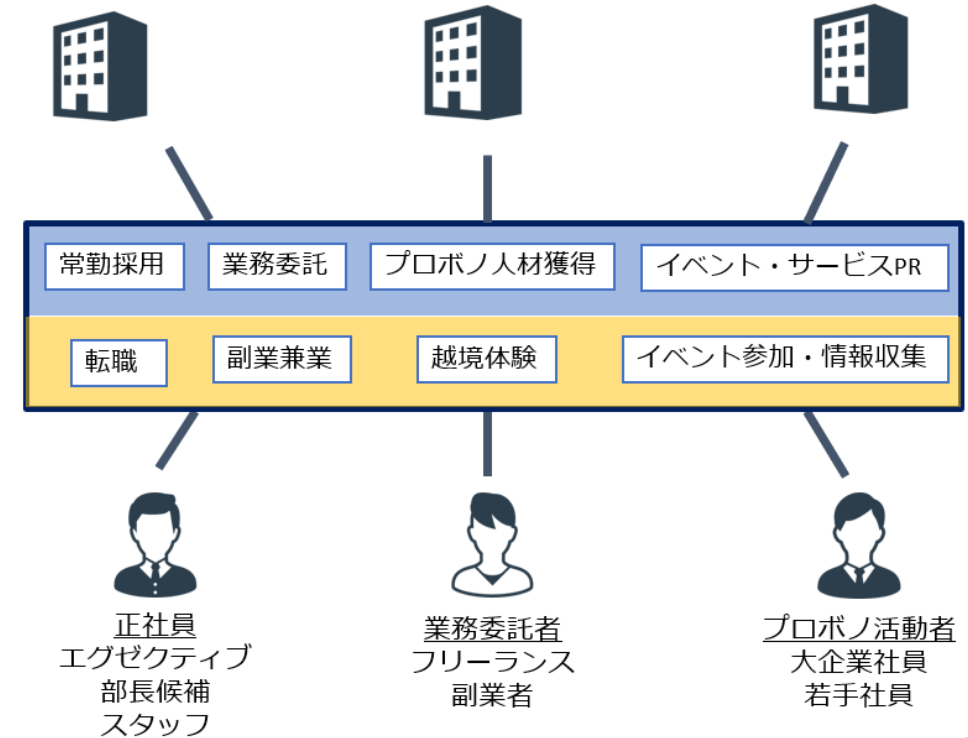 常勤採用
業務委託
プロボノ人材獲得
イベント・サービスPR
転職
副業兼業
越境体験
イベント参加・情報収集
正社員
エグゼクティブ
部長候補
スタッフ
業務委託者
フリーランス
副業者
プロボノ活動者
大企業社員
若手社員